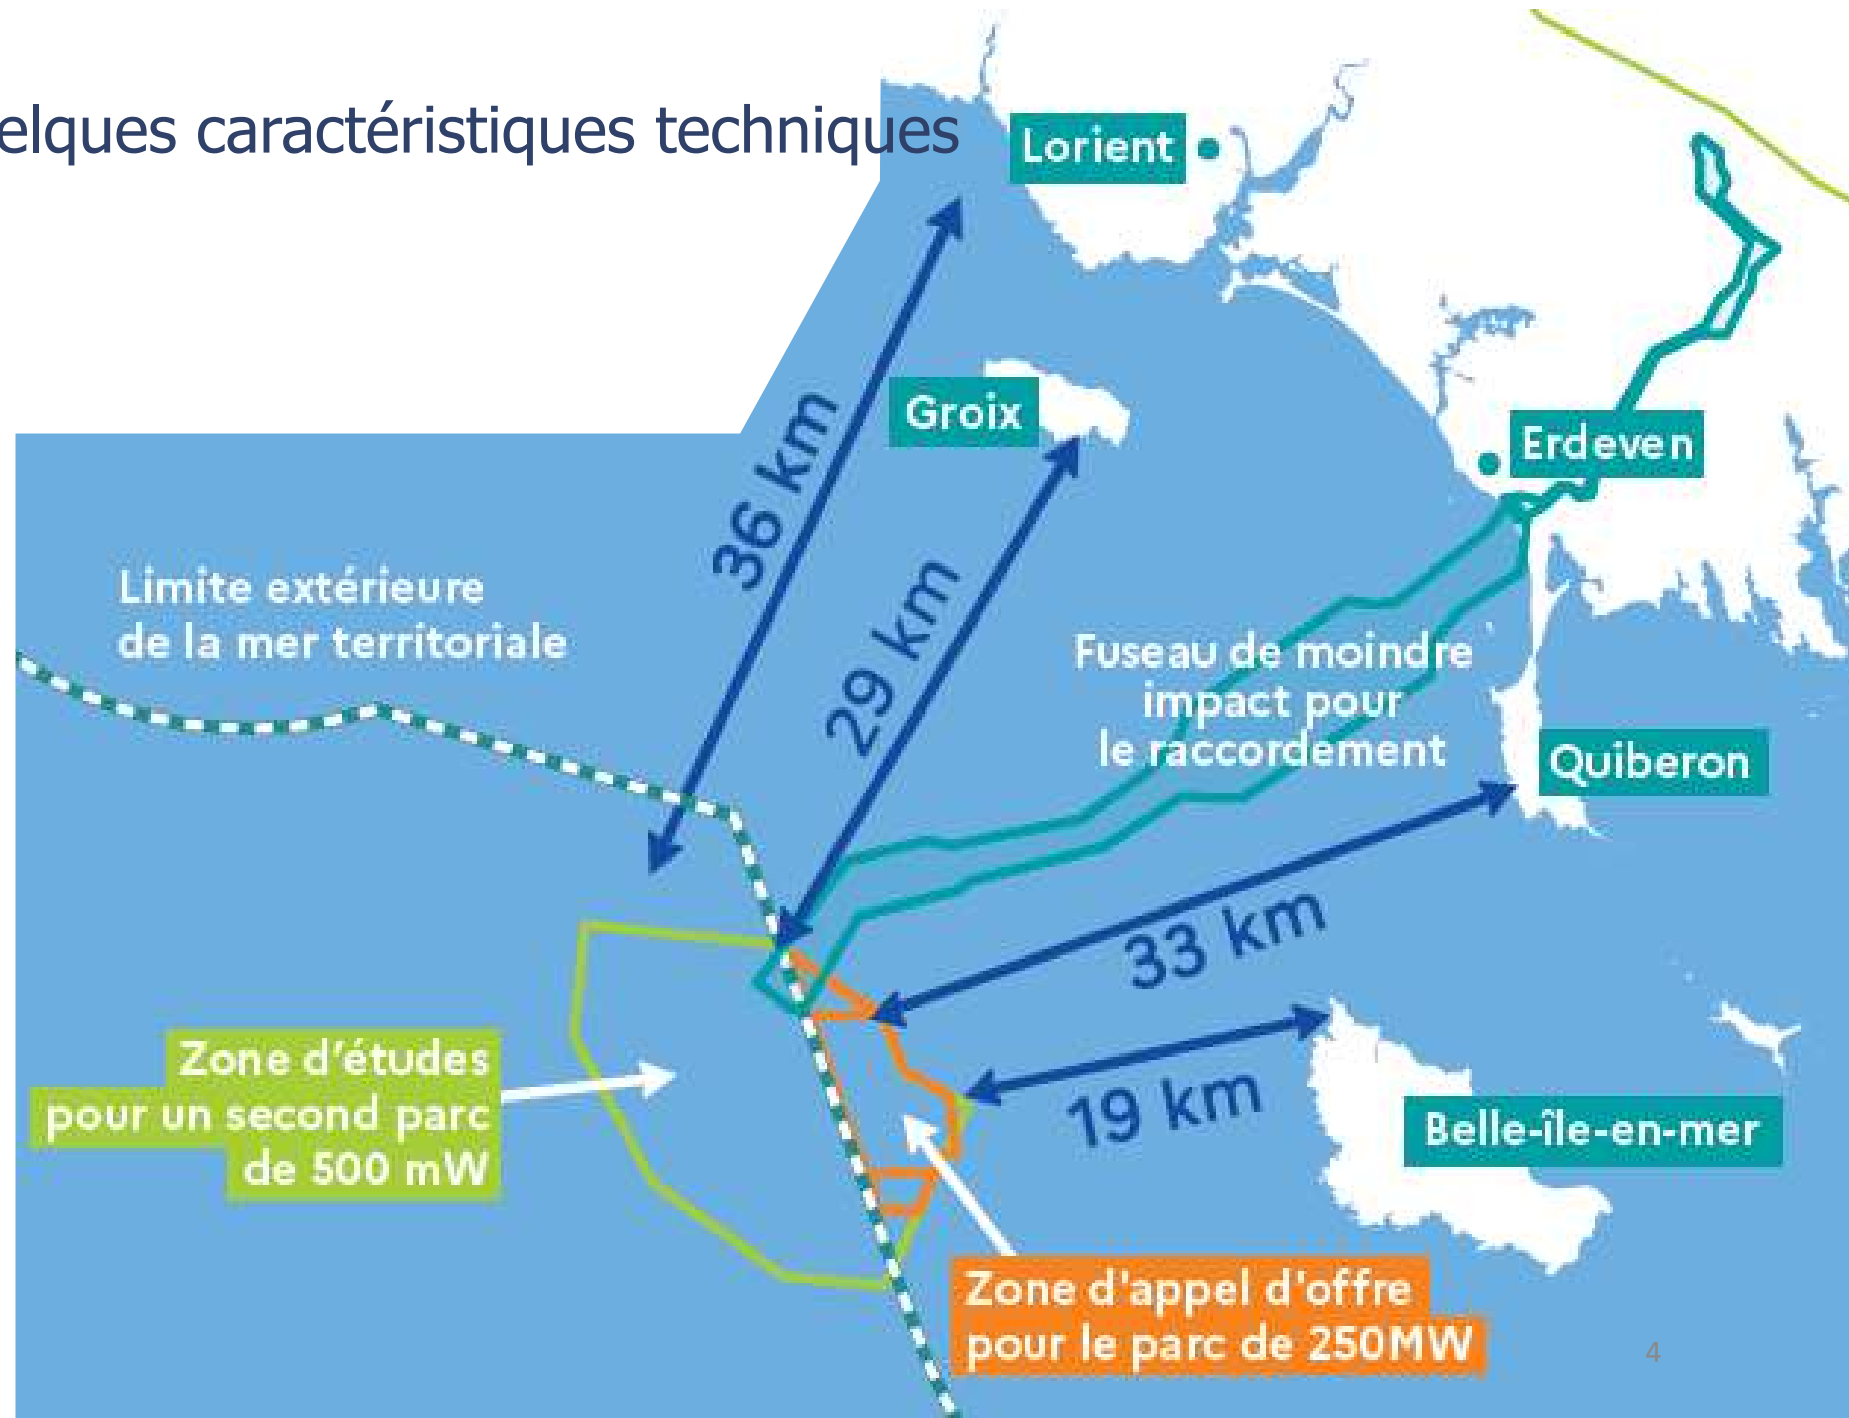 elques caractéristiques techniques
Lorient
Groix
Erdeven
36 km
29 km
Limite extérieure
de la mer territoriale
Fuseau de moindre
impact pour
le raccordement
Quiberon
33 km
19 km
Zone d'études
pour un second parc
de 500 mW
Belle-île-en-mer
Zone d'appel d'offre
pour le parc de 250MW
4